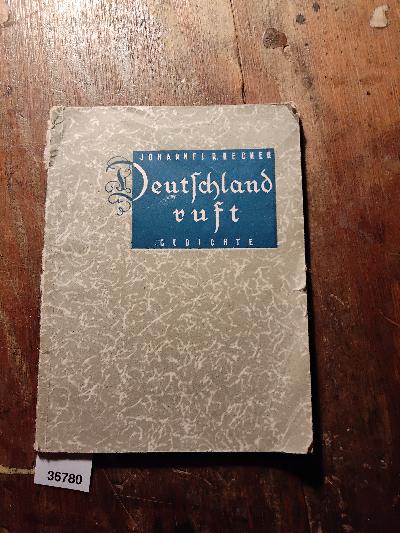 JOHANNES R. BECHER
Deutſchland
ruft
GEDICHTE
36780